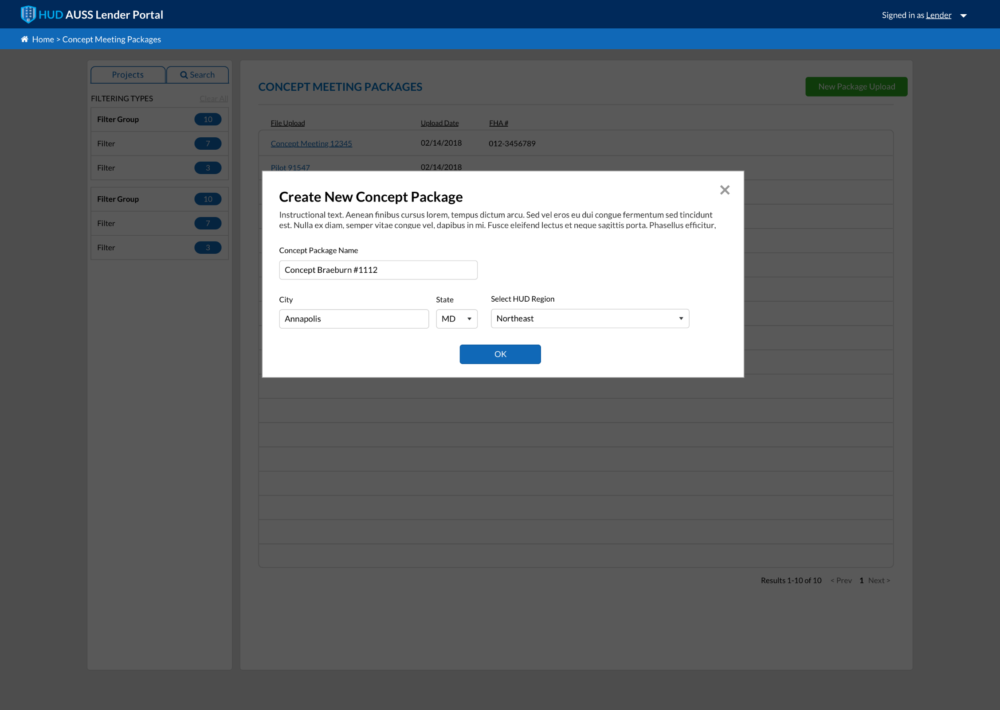 HUD AUSS Lender Portal
Signed in as Lender
Home > Concept Meeting Packages
Projects
Search
FILTERING TYPES
Clear All
Filter Group 10
Filter 7
Filter 3
Filter Group 10
Filter 7
Filter 3
CONCEPT MEETING PACKAGES
New Package Upload
File Upload Upload Date FHA #
Concept Meeting 12345 02/14/2018 012-3456789
Pilot 91547 02/14/2018
Create New Concept Package
Instructional text. Aenean finibus cursus lorem, tempus dictum arcu. Sed vel eros eu dui congue fermentum sed tincidunt
est. Nulla ex diam, semper vitae congue vel, dapibus in mi. Fusce eleifend lectus et neque sagittis porta. Phasellus efficitur,
Concept Package Name
Concept Braeburn #1112
City State Select HUD Region
Annapolis MD Northeast
OK
Results 1-10 of 10 < Prev 1 Next >